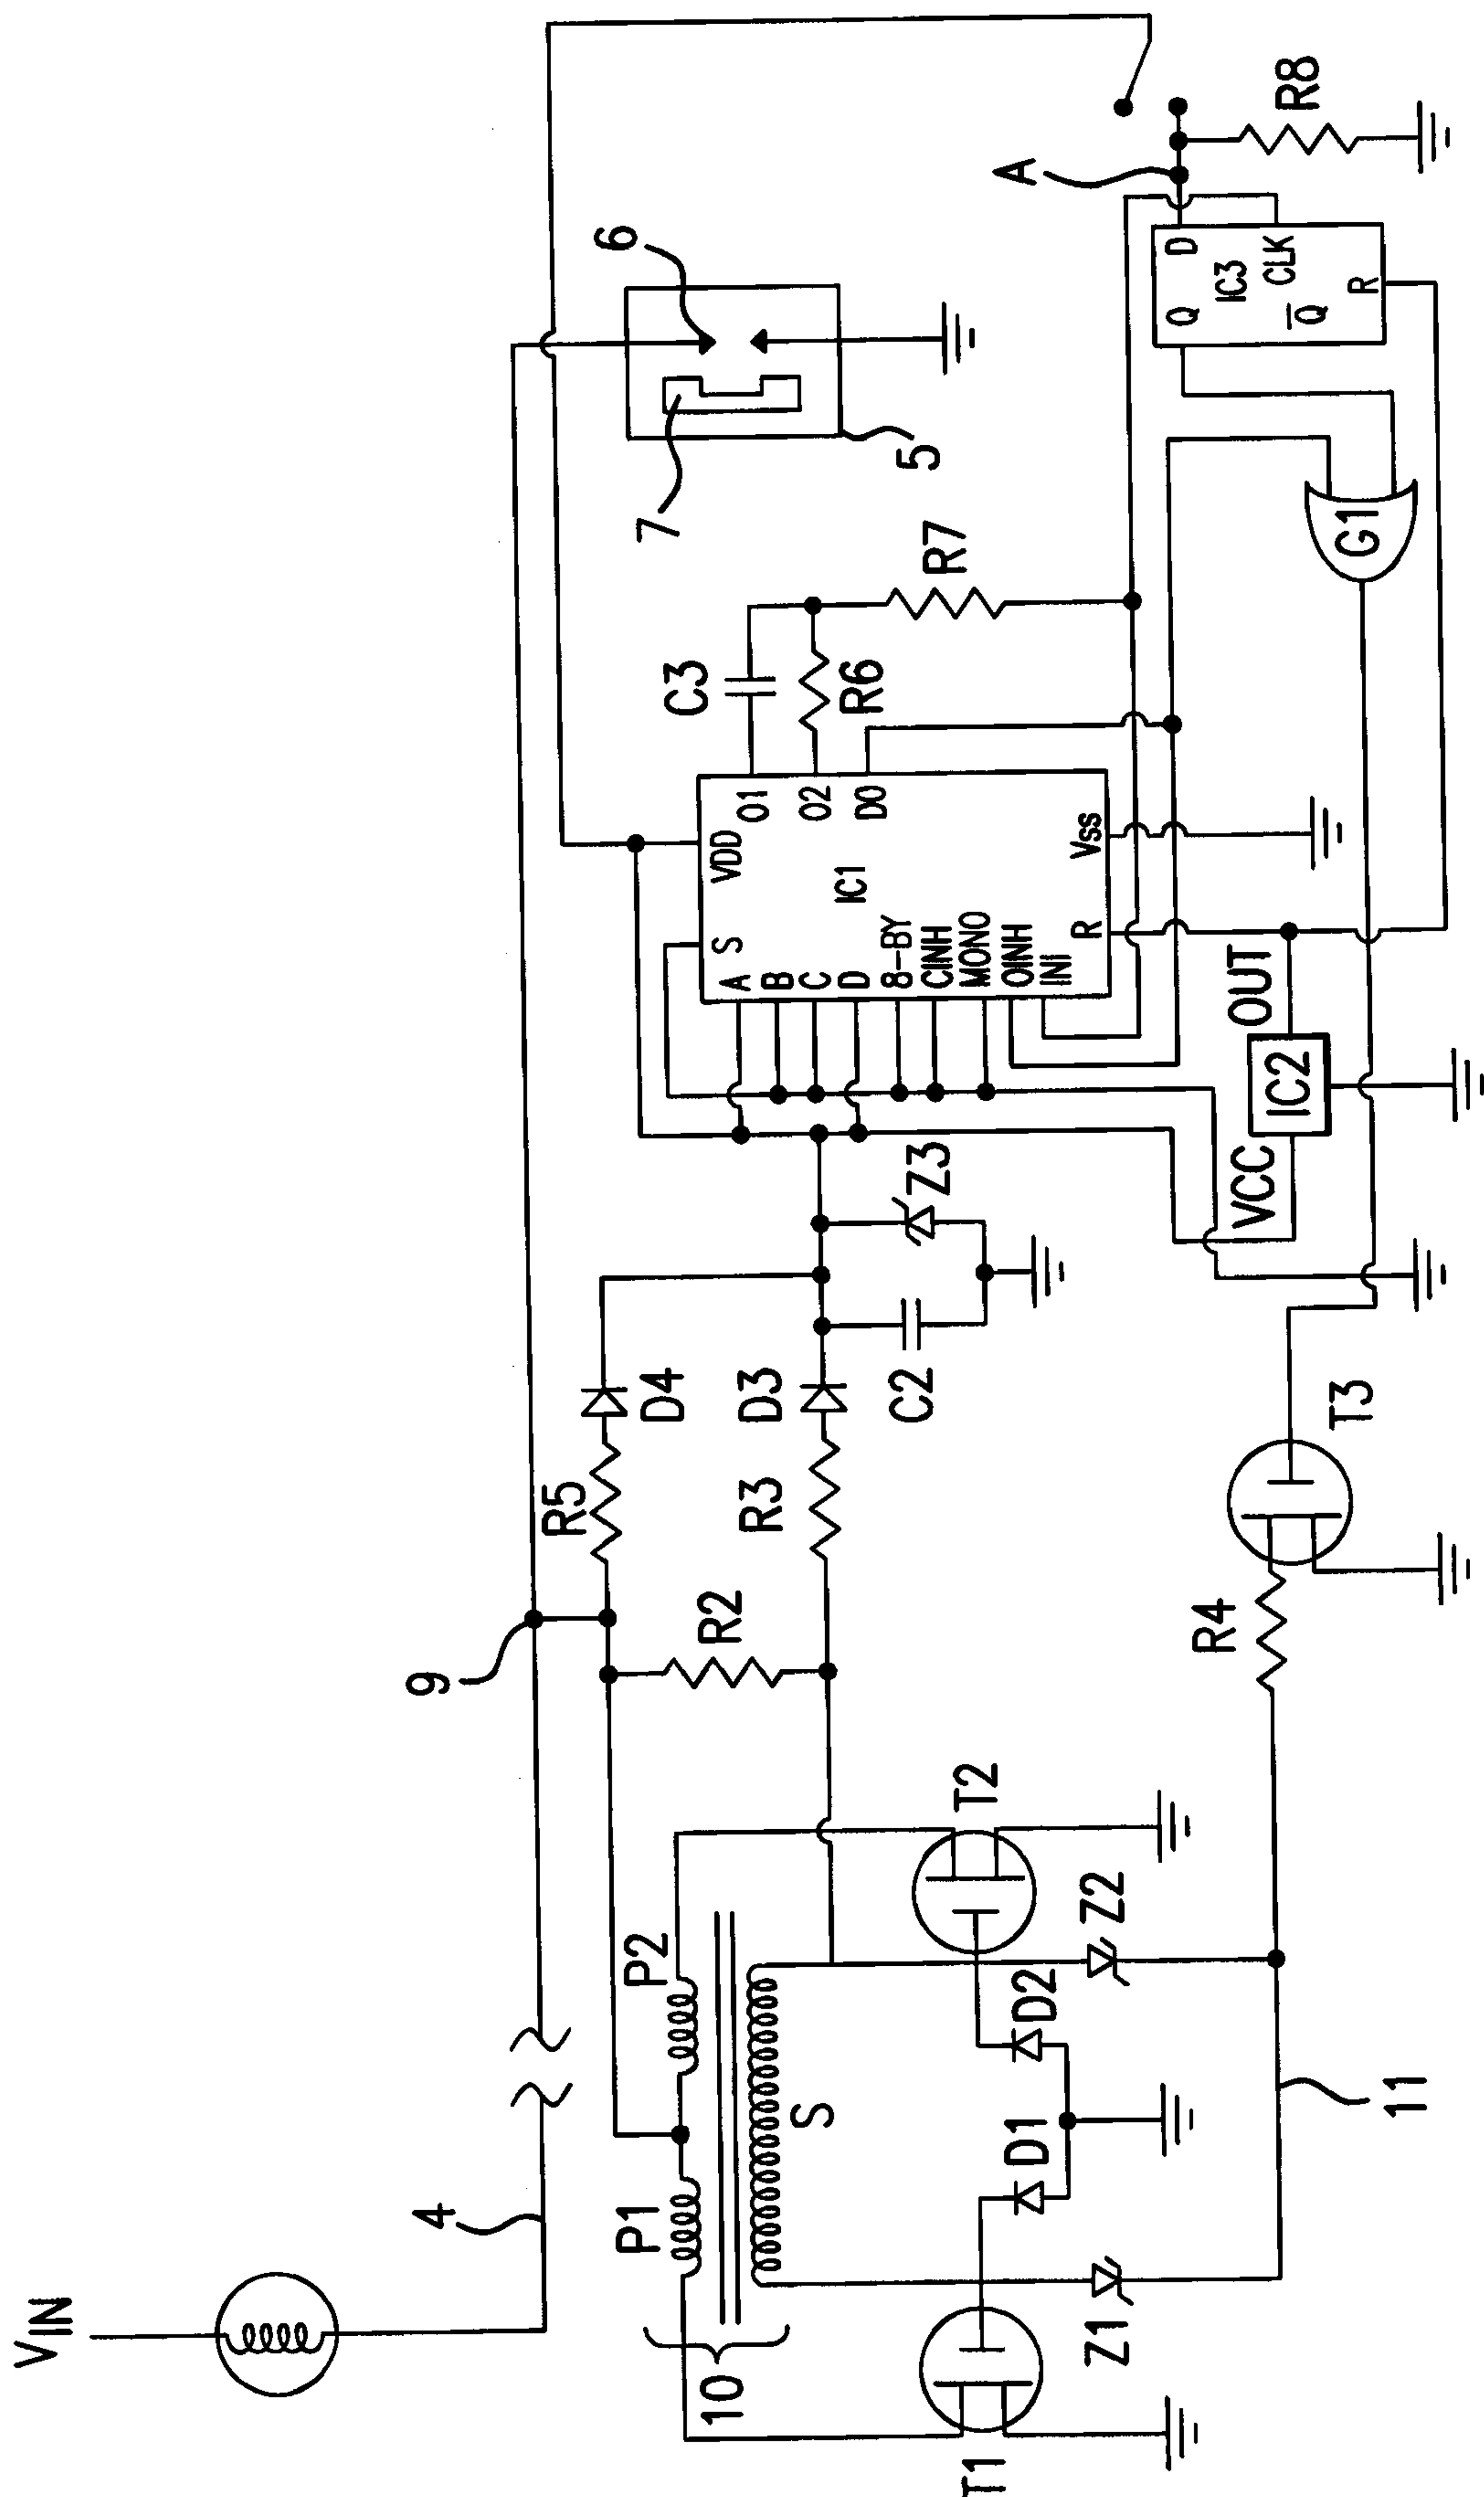 VIN
4
9
10
P1
P2
S
T1
Z1
D1
D2
T2
Z2
11
R2
R5
D4
R3
D3
C2
Z3
R4
T3
S
VDD
A
B
C
D
8-BY
CINH
MONO
OINH
INI
IC1
O1
O2
DO
R
VSS
C3
R6
R7
7
6
5
VCC
IC2
OUT
G1
Q
D
IC3
CLK
Q
R
A
R8